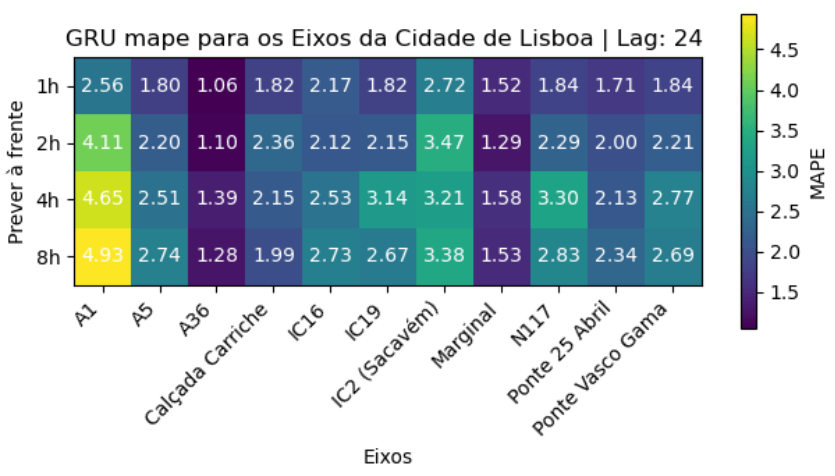 GRU mape para os Eixos da Cidade de Lisboa | Lag: 24
Prever à frente
1h 2.56 1.80 1.06 1.82 2.17 1.82 2.72 1.52 1.84 1.71 1.84
2h 4.11 2.20 1.10 2.36 2.12 2.15 3.47 1.29 2.29 2.00 2.21
4h 4.65 2.51 1.39 2.15 2.53 3.14 3.21 1.58 3.30 2.13 2.77
8h 4.93 2.74 1.28 1.99 2.73 2.67 3.38 1.53 2.83 2.34 2.69
A1
A5
A36
Calçada Carriche
IC16
IC19
IC2 (Sacavém)
Marginal
N117
Ponte 25 Abril
Ponte Vasco Gama
Eixos
4.5
4.0
3.5
3.0
2.5
2.0
1.5
MAPE